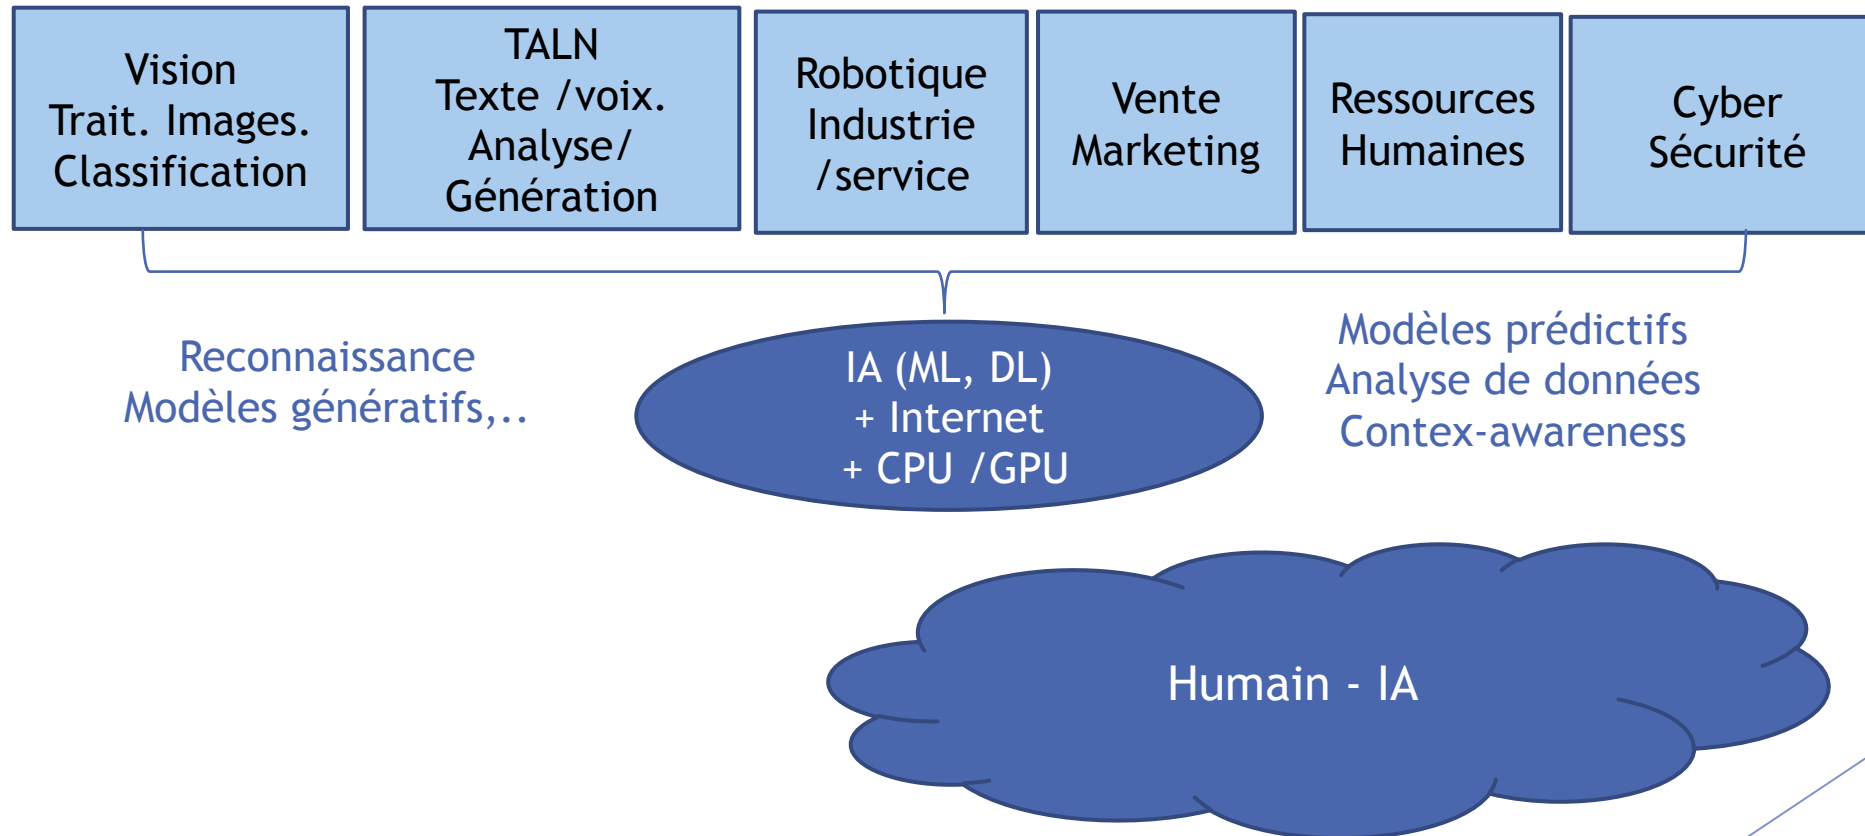 Vision
Trait. Images.
Classification
TALN
Texte /voix.
Analyse/
Génération
Robotique
Industrie
/service
Vente
Marketing
Ressources
Humaines
Cyber
Sécurité
Reconnaissance
Modèles génératifs,..
IA (ML, DL)
+ Internet
+ CPU /GPU
Modèles prédictifs
Analyse de données
Contex-awareness
Humain - IA